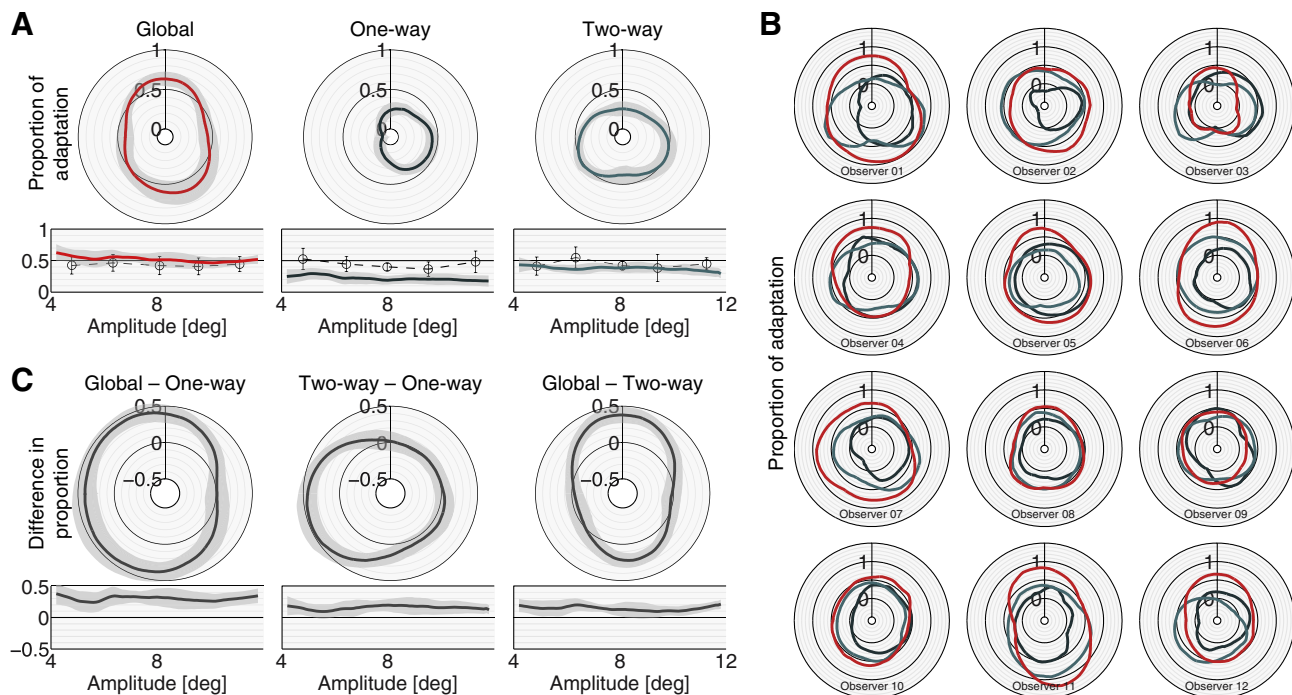 A
Global
One-way
Two-way
1
1
1
0.5
0.5
0.5
0
0
0
Proportion of
adaptation
1
0.5
0
4
8
4
8
4
8
12
Amplitude [deg]
Amplitude [deg]
Amplitude [deg]
B
Proportion of adaptation
1
0
Observer 01
1
0
Observer 02
1
0
Observer 03
1
0
Observer 04
1
0
Observer 05
1
0
Observer 06
1
0
Observer 07
1
0
Observer 08
1
0
Observer 09
1
0
Observer 10
1
0
Observer 11
1
0
Observer 12
C
Global – One-way
Two-way – One-way
Global – Two-way
0.5
0.5
0.5
0
0
0
−0.5
−0.5
−0.5
Difference in
proportion
0.5
0
−0.5
4
8
4
8
4
8
12
Amplitude [deg]
Amplitude [deg]
Amplitude [deg]